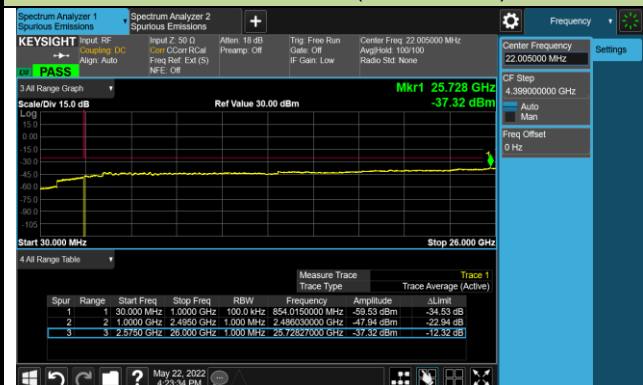 Spectrum Analyzer 1
Spurious Emissions
Spectrum Analyzer 2
Spurious Emissions
+
Frequency
KEYSIGHT
Input: RF
Coupling: DC
Align: Auto
Input Z: 50 Ω
Corr CCorr RCal
Freq Ref: Ext (S)
NFE: Off
Atten: 18 dB
Preamp: Off
Trig: Free Run
Gate: Off
IF Gain: Low
Center Freq: 22.005000 MHz
Avg|Hold: 100/100
Radio Std: None
PASS
Center Frequency
22.005000 MHz
Settings
CF Step
4.399000000 GHz
Auto
Man
Freq Offset
0 Hz
3 All Range Graph
Mkr1 25.728 GHz
Scale/Div 15.0 dB
Ref Value 30.00 dBm
-37.32 dBm
Log
15.0
0.00
-15.0
-30.0
-45.0
-60.0
-75.0
-90.0
-105
1
Start 30.000 MHz
Stop 26.000 GHz
4 All Range Table
Measure Trace Trace 1
Trace Type Trace Average (Active)
Spur Range Start Freq Stop Freq RBW Frequency Amplitude ΔLimit
1 1 30.000 MHz 1.0000 GHz 100.0 kHz 854.0150000 MHz -59.53 dBm -34.53 dB
2 2 1.0000 GHz 2.4950 GHz 1.000 MHz 2.486030000 GHz -47.94 dBm -22.94 dB
3 3 2.5750 GHz 26.000 GHz 1.000 MHz 25.72827000 GHz -37.32 dBm -12.32 dB
?
May 22, 2022
4:23:34 PM